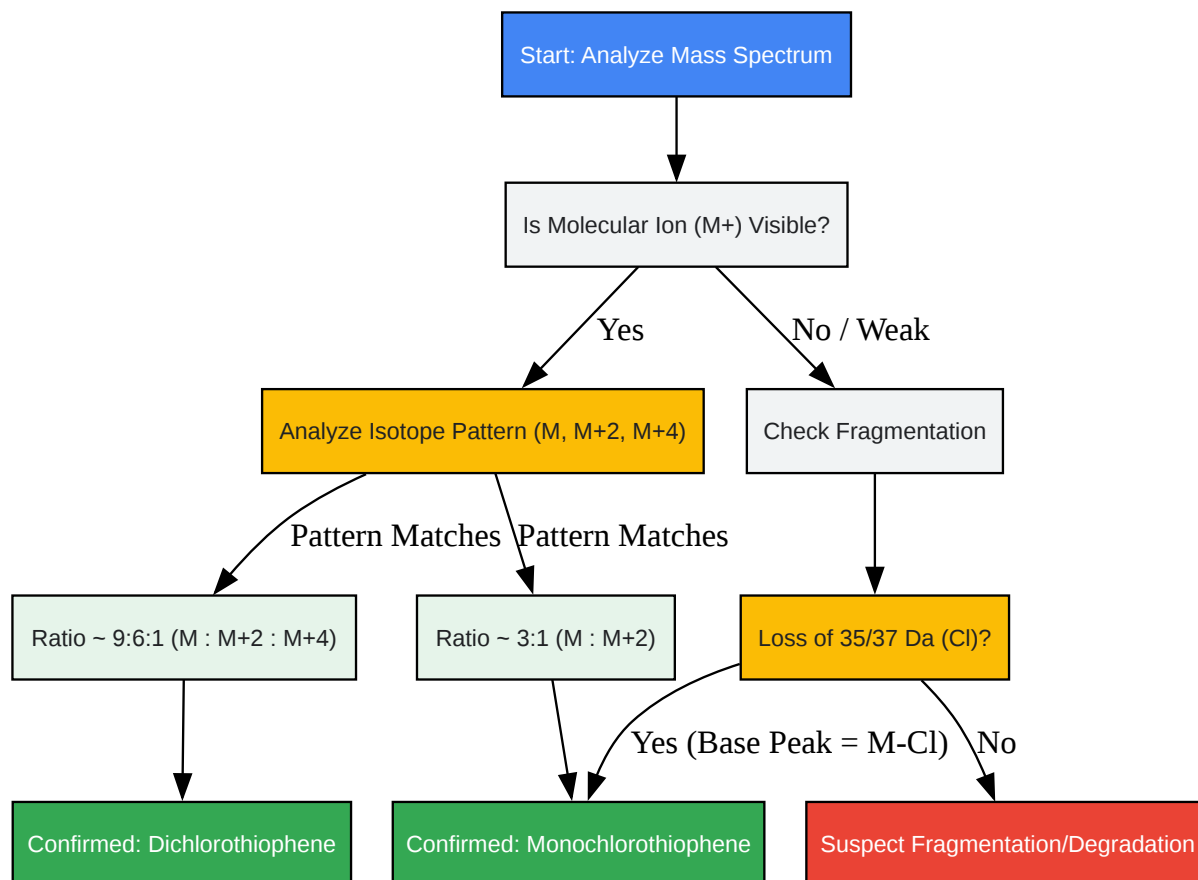 Start: Analyze Mass Spectrum
Is Molecular Ion (M+) Visible?
Yes
No / Weak
Analyze Isotope Pattern (M, M+2, M+4)
Check Fragmentation
Pattern Matches
Pattern Matches
Ratio ~ 9:6:1 (M : M+2 : M+4)
Ratio ~ 3:1 (M : M+2)
Loss of 35/37 Da (Cl)?
Yes (Base Peak = M-Cl)
No
Confirmed: Dichlorothiophene
Confirmed: Monochlorothiophene
Suspect Fragmentation/Degradation